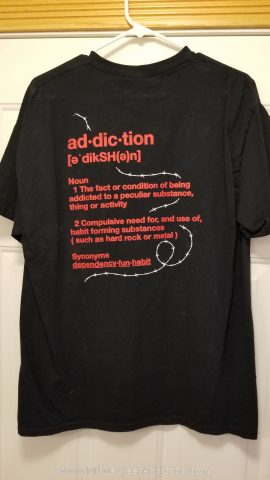 ad·dic·tion
[ə˙dikSH(ə)n]
Noun
1 The fact or condition of being
addicted to a peculiar substance,
thing or activity
2 Compulsive need for, and use of,
habit forming substances
( such as hard rock or metal )
Synonyms
dependency·fun·habit